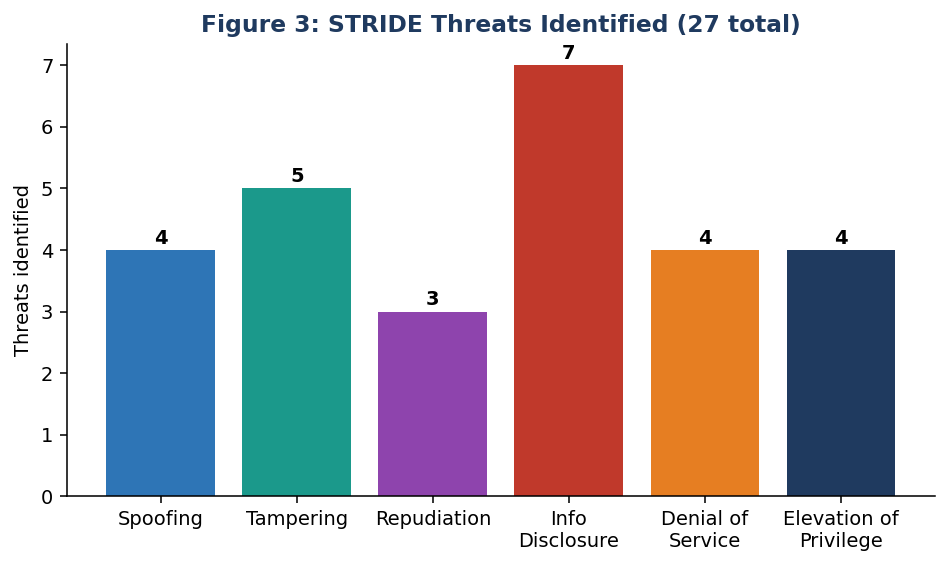 Figure 3: STRIDE Threats Identified (27 total)
Threats identified
7
6
5
4
3
2
1
0
4
5
3
7
4
4
Spoofing
Tampering
Repudiation
Info
Disclosure
Denial of
Service
Elevation of
Privilege